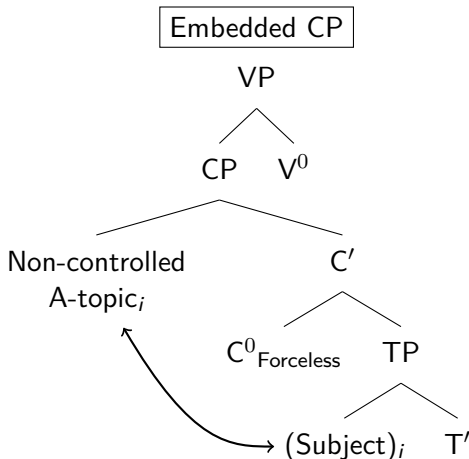 Embedded CP
VP
CP V⁰
Non-controlled
A-topicᵢ
C′
C⁰Forceless TP
(Subject)ᵢ T′